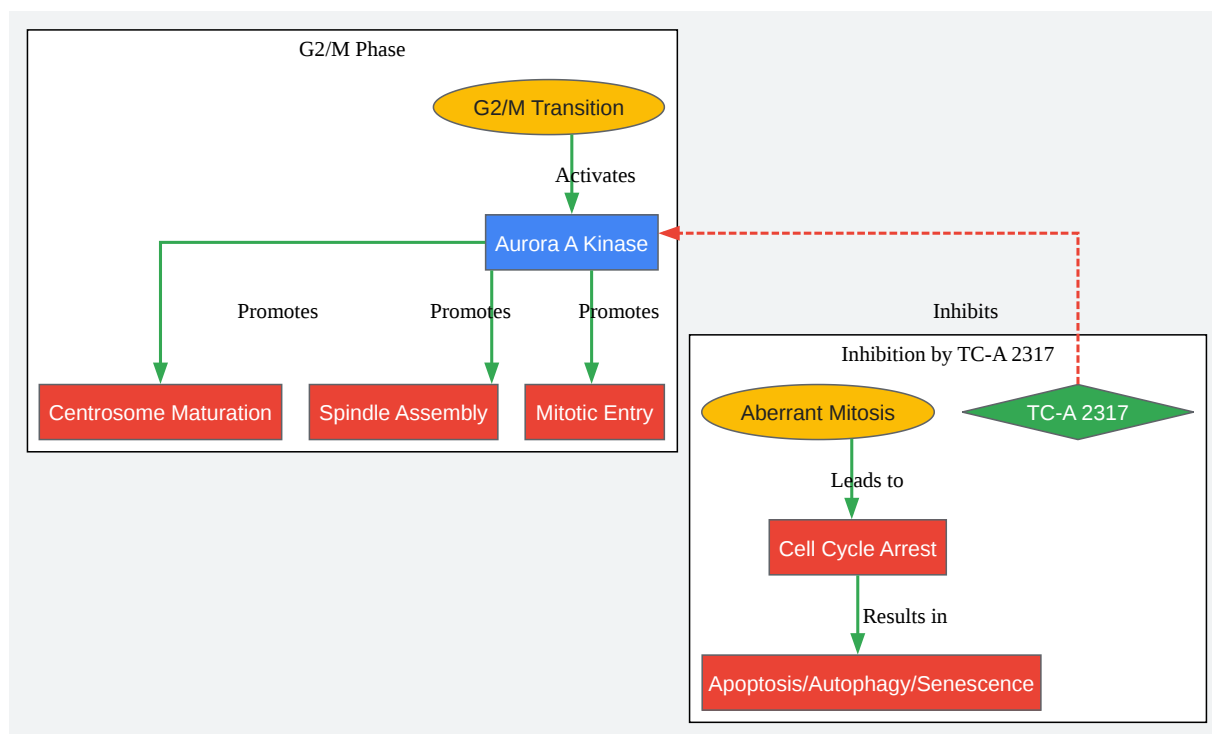 G2/M Phase
G2/M Transition
Activates
Aurora A Kinase
Promotes
Promotes
Promotes
Centrosome Maturation
Spindle Assembly
Mitotic Entry
Inhibits
Inhibition by TC-A 2317
Aberrant Mitosis
TC-A 2317
Leads to
Cell Cycle Arrest
Results in
Apoptosis/Autophagy/Senescence